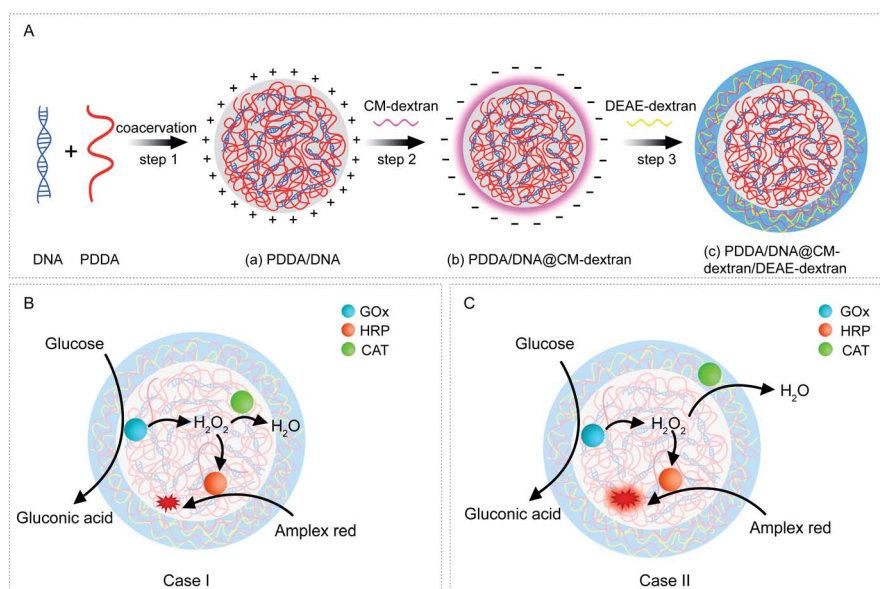 A
DNA
+
PDDA
coacervation
step 1
(a) PDDA/DNA
CM-dextran
step 2
(b) PDDA/DNA@CM-dextran
DEAE-dextran
step 3
(c) PDDA/DNA@CM-
dextran/DEAE-dextran
B
GOx
HRP
CAT
Glucose
H₂O₂
H₂O
Gluconic acid
Amplex red
Case I
C
GOx
HRP
CAT
Glucose
H₂O₂
H₂O
Gluconic acid
Amplex red
Case II